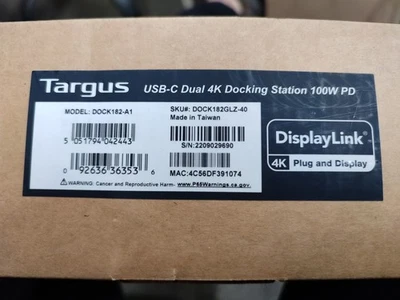 Targus USB-C Dual 4K Docking Station 100W PD
MODEL: DOCK182-A1
SKU#: DOCK182GLZ-40
Made in Taiwan
5 051794 042443
S/N:2209029690
0 92636 36353 6
MAC:4C56DF391074
DisplayLink
4K Plug and Display
WARNING: Cancer and Reproductive Harm- www.P65Warnings.ca.gov.